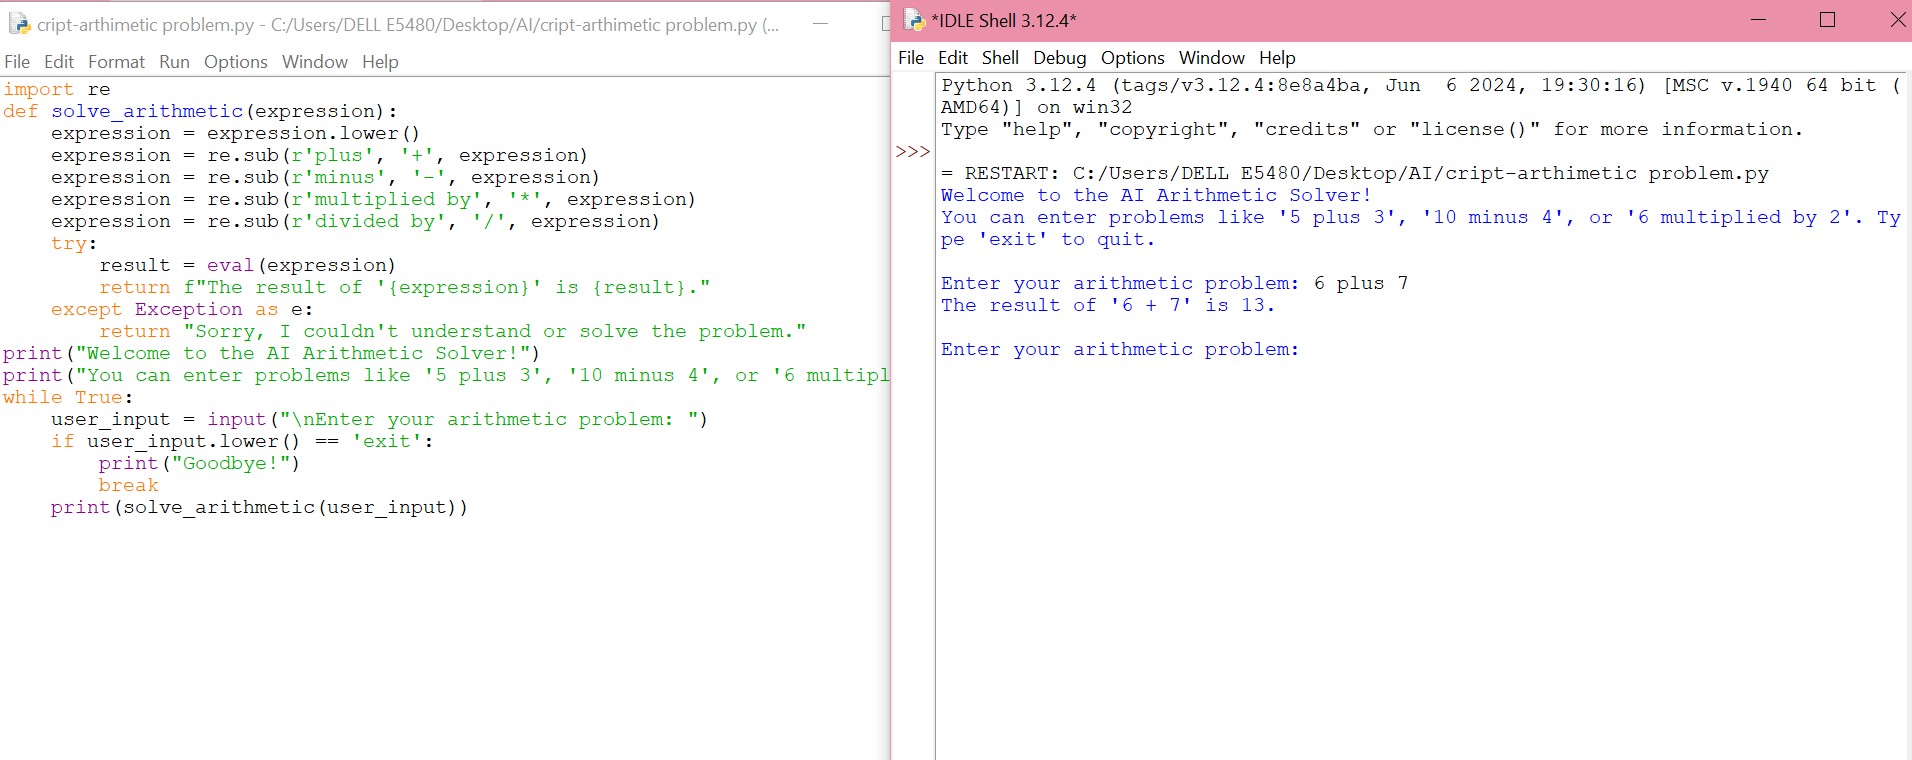 cript-arthimetic problem.py - C:/Users/DELL E5480/Desktop/AI/cript-arthimetic problem.py (...
File Edit Format Run Options Window Help
import re
def solve_arithmetic(expression):
    expression = expression.lower()
    expression = re.sub(r'plus', '+', expression)
    expression = re.sub(r'minus', '-', expression)
    expression = re.sub(r'multiplied by', '*', expression)
    expression = re.sub(r'divided by', '/', expression)
    try:
        result = eval(expression)
        return f"The result of '{expression}' is {result}."
    except Exception as e:
        return "Sorry, I couldn't understand or solve the problem."
print("Welcome to the AI Arithmetic Solver!")
print("You can enter problems like '5 plus 3', '10 minus 4', or '6 multipl
while True:
    user_input = input("\nEnter your arithmetic problem: ")
    if user_input.lower() == 'exit':
        print("Goodbye!")
        break
    print(solve_arithmetic(user_input))
*IDLE Shell 3.12.4*
File Edit Shell Debug Options Window Help
Python 3.12.4 (tags/v3.12.4:8e8a4ba, Jun  6 2024, 19:30:16) [MSC v.1940 64 bit (
AMD64)] on win32
Type "help", "copyright", "credits" or "license()" for more information.
>>>
= RESTART: C:/Users/DELL E5480/Desktop/AI/cript-arthimetic problem.py
Welcome to the AI Arithmetic Solver!
You can enter problems like '5 plus 3', '10 minus 4', or '6 multiplied by 2'. Ty
pe 'exit' to quit.
Enter your arithmetic problem: 6 plus 7
The result of '6 + 7' is 13.
Enter your arithmetic problem: